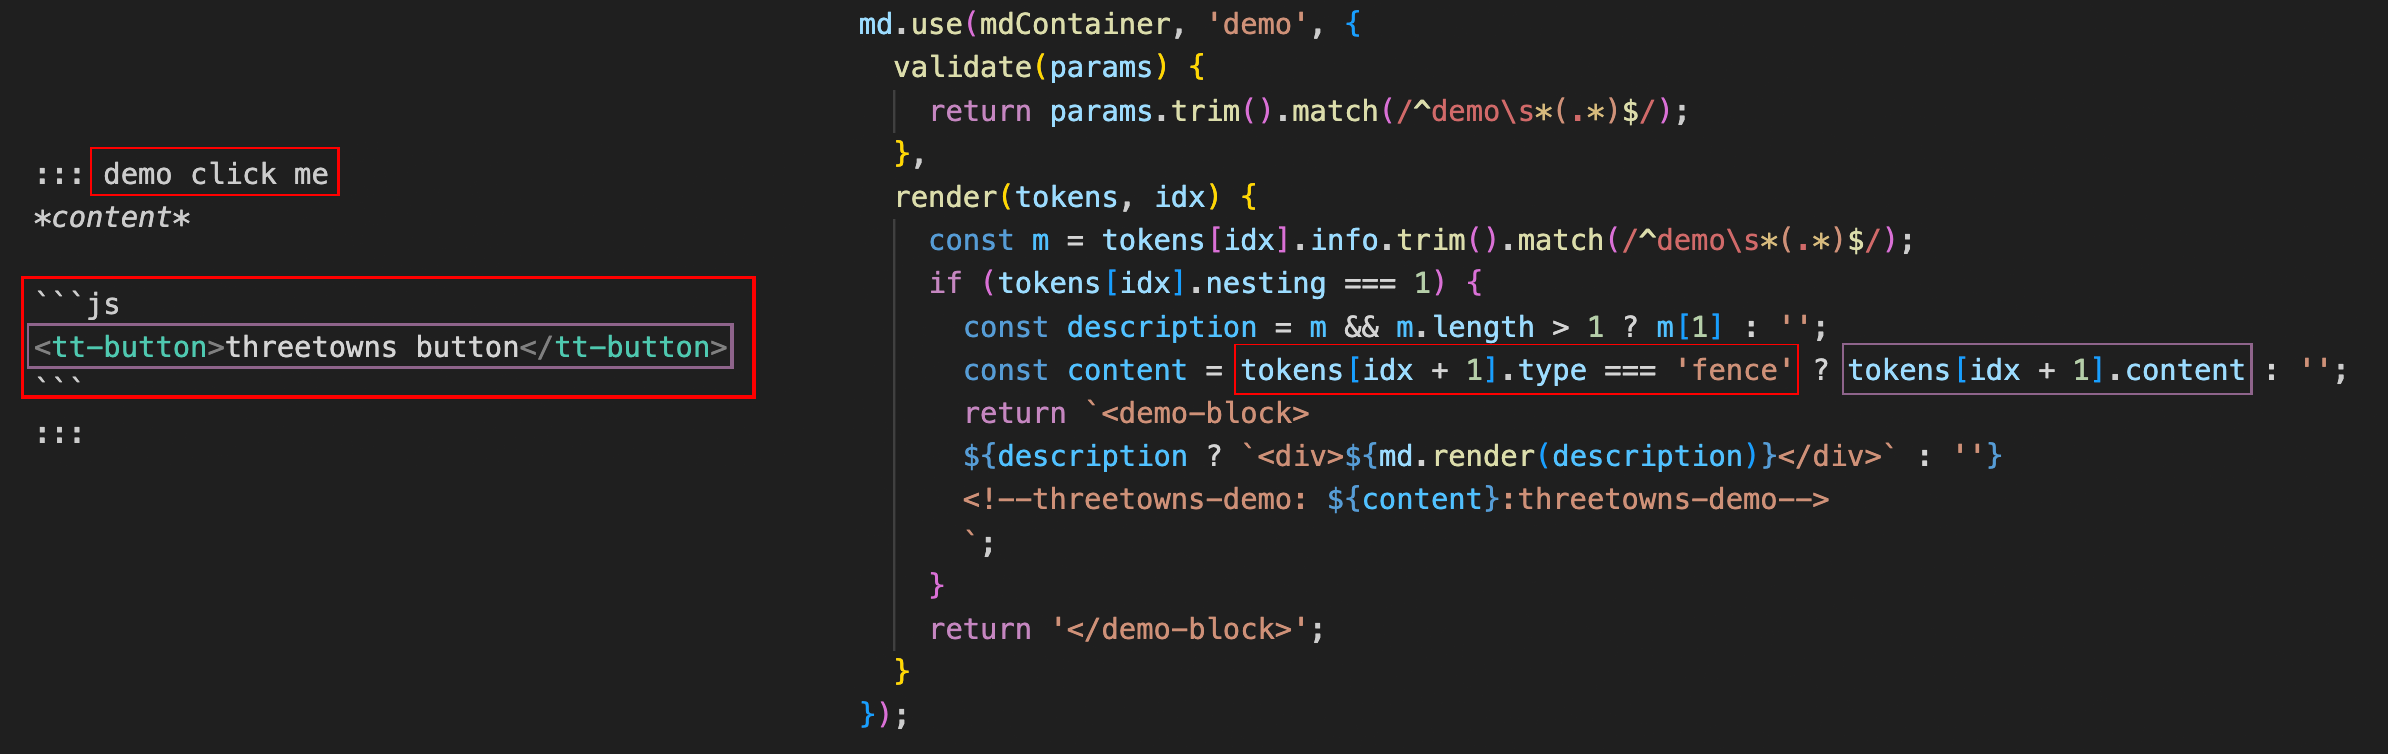 ::: demo click me
*content*
```js
<tt-button>threetowns button</tt-button>
```
:::
md.use(mdContainer, 'demo', {
  validate(params) {
    return params.trim().match(/^demo\s*(.*)$/);
  },
  render(tokens, idx) {
    const m = tokens[idx].info.trim().match(/^demo\s*(.*)$/);
    if (tokens[idx].nesting === 1) {
      const description = m && m.length > 1 ? m[1] : '';
      const content = tokens[idx + 1].type === 'fence' ? tokens[idx + 1].content : '';
      return `<demo-block>
      ${description ? `<div>${md.render(description)}</div>` : ''}
      <!--threetowns-demo: ${content}:threetowns-demo-->
      `;
    }
    return '</demo-block>';
  }
});